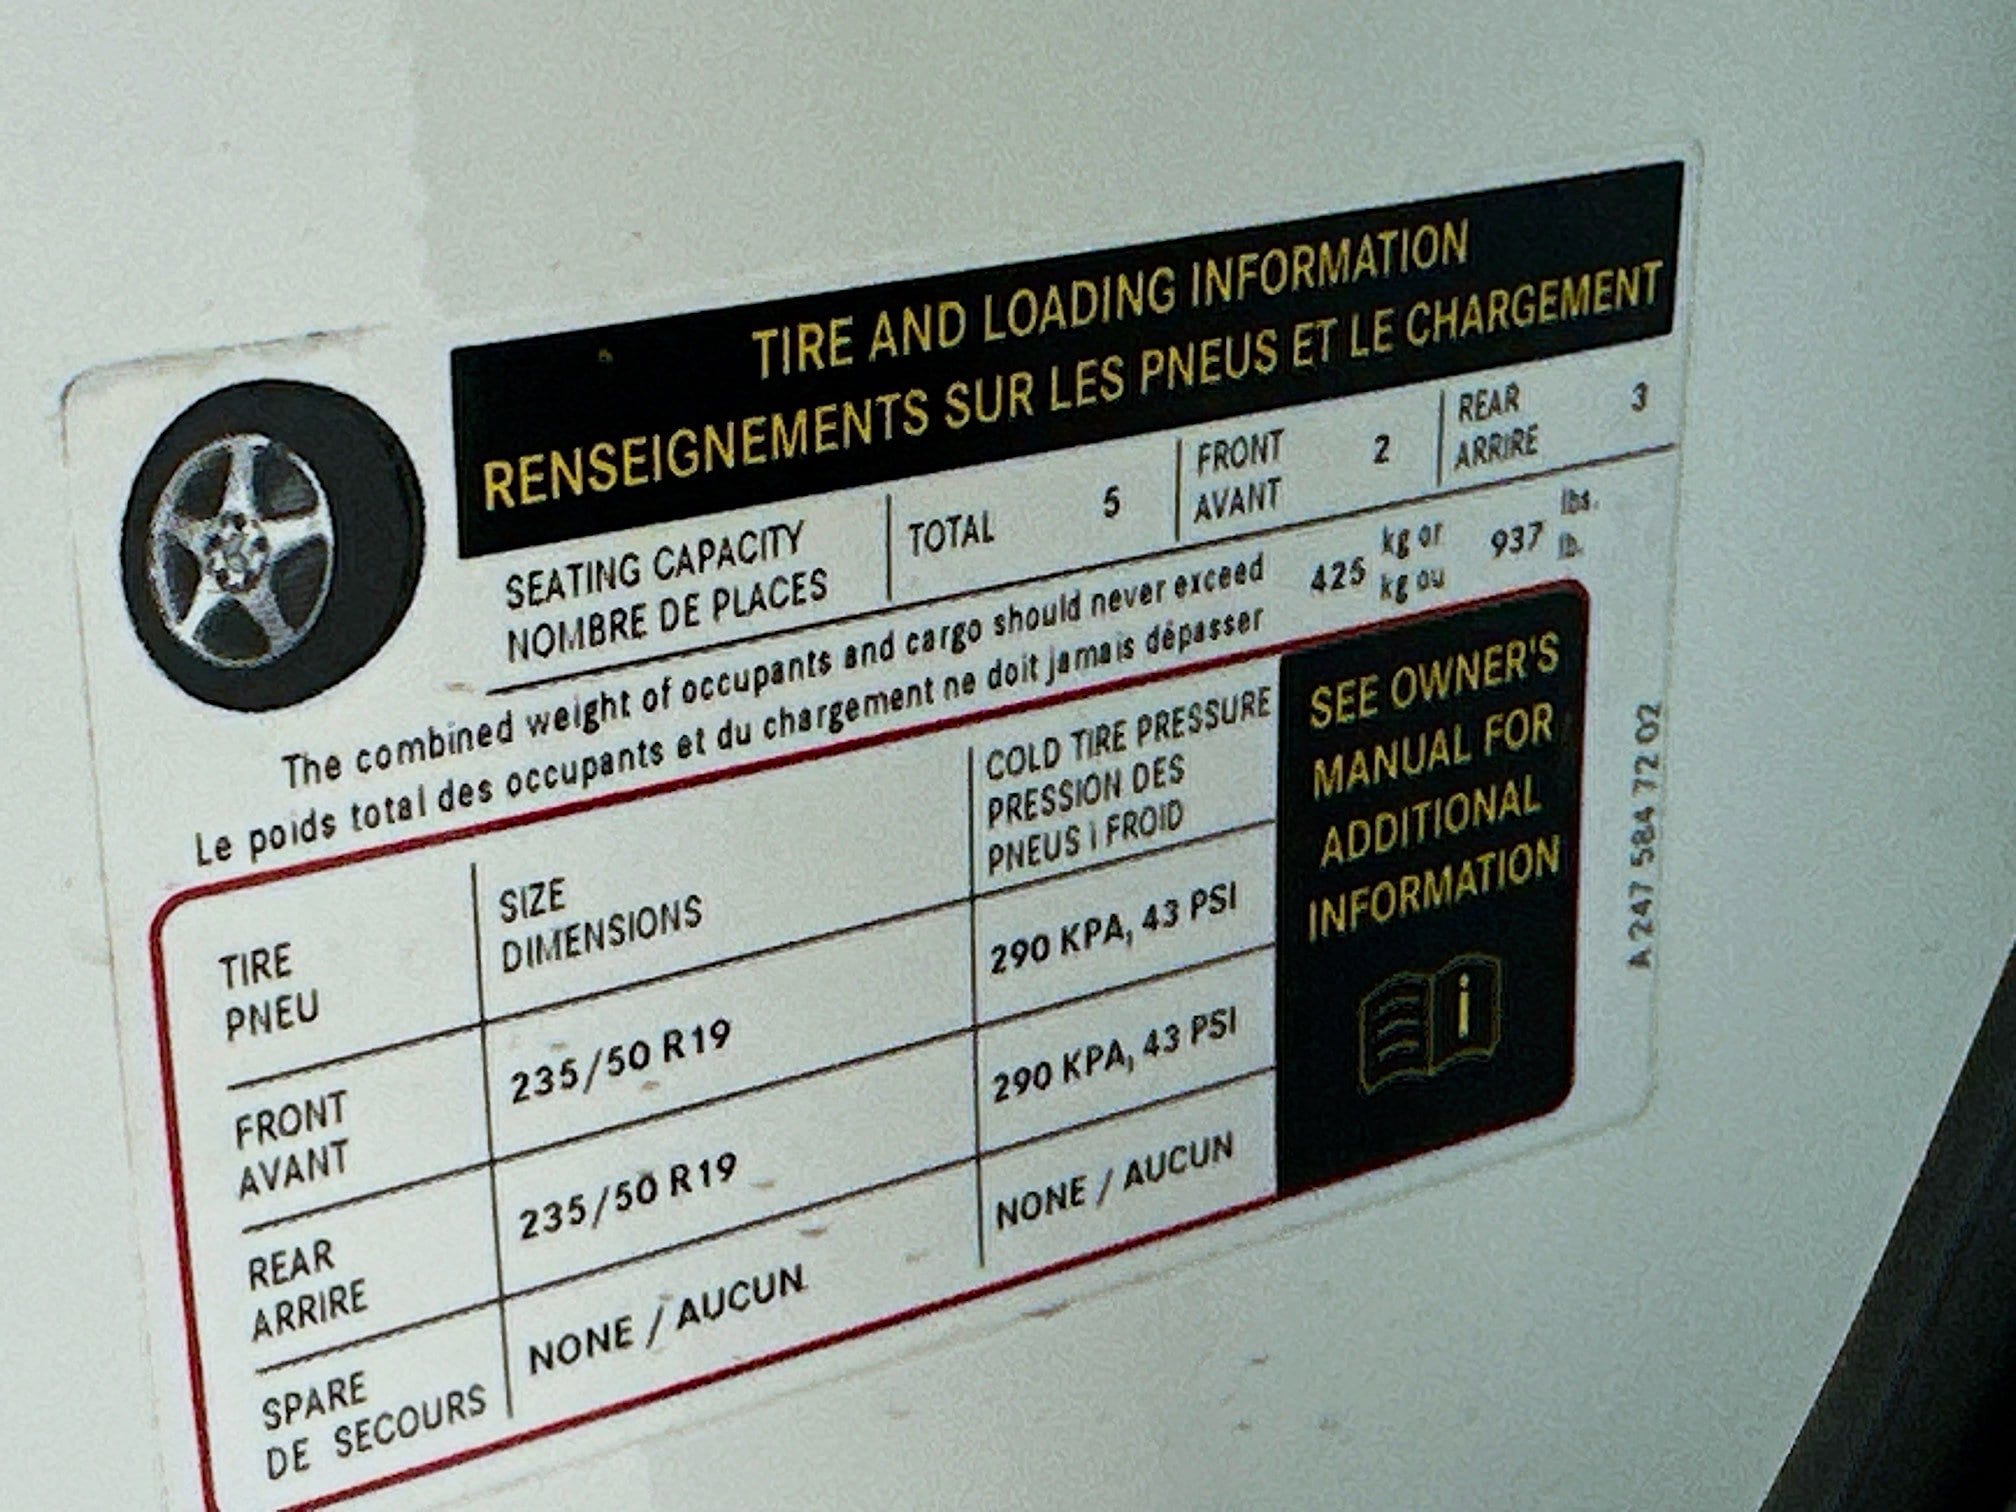 TIRE AND LOADING INFORMATION
RENSEIGNEMENTS SUR LES PNEUS ET LE CHARGEMENT
SEATING CAPACITY
NOMBRE DE PLACES
TOTAL 5
FRONT
AVANT 2
REAR
ARRIRE 3
The combined weight of occupants and cargo should never exceed 425 kg or 937 lbs.
Le poids total des occupants et du chargement ne doit jamais dépasser kg ou lb.
TIRE
PNEU
SIZE
DIMENSIONS
COLD TIRE PRESSURE
PRESSION DES
PNEUS i FROID
FRONT
AVANT
235/50 R19
290 KPA, 43 PSI
REAR
ARRIRE
235/50 R19
290 KPA, 43 PSI
SPARE
DE SECOURS
NONE / AUCUN
NONE / AUCUN
SEE OWNER'S
MANUAL FOR
ADDITIONAL
INFORMATION
i
A 247 584 72 02